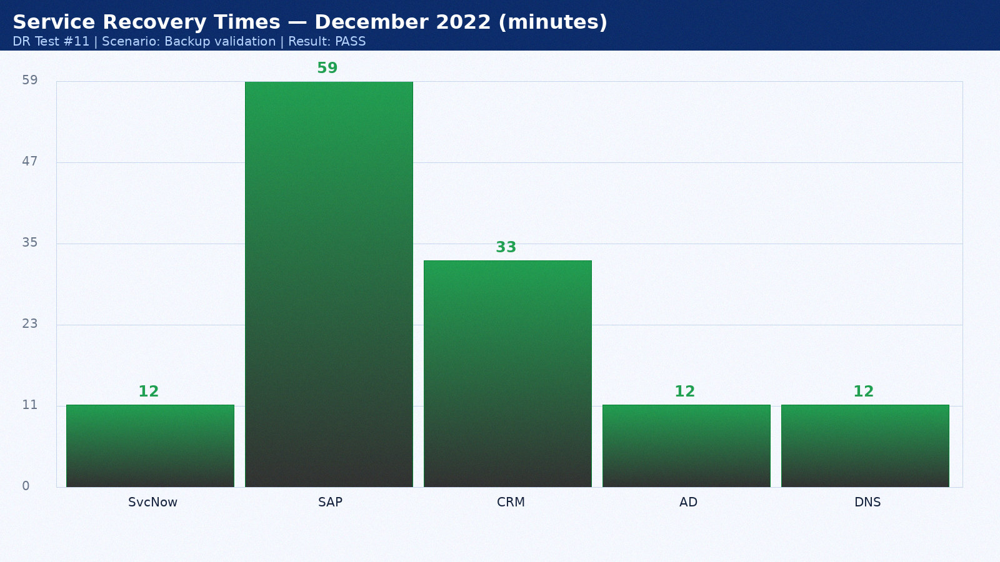 Service Recovery Times — December 2022 (minutes)
DR Test #11 | Scenario: Backup validation | Result: PASS
59
59
47
35
33
23
12
12
12
11
0
SvcNow
SAP
CRM
AD
DNS